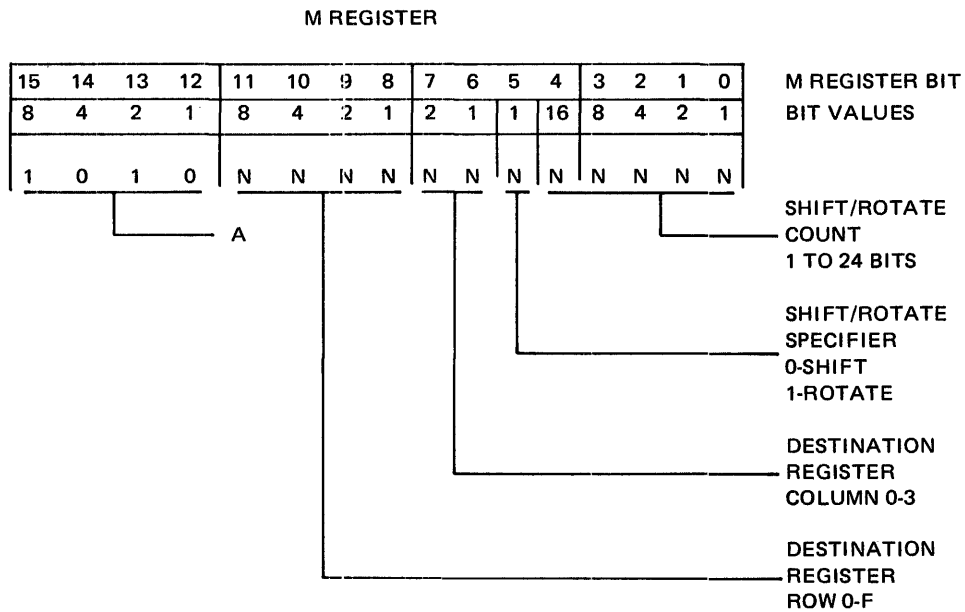 M REGISTER
15 14 13 12 11 10 9 8 7 6 5 4 3 2 1 0 M REGISTER BIT
8 4 2 1 8 4 2 1 2 1 1 16 8 4 2 1 BIT VALUES
1 0 1 0 N N N N N N N N N N N N
A
SHIFT/ROTATE
COUNT
1 TO 24 BITS
SHIFT/ROTATE
SPECIFIER
0-SHIFT
1-ROTATE
DESTINATION
REGISTER
COLUMN 0-3
DESTINATION
REGISTER
ROW 0-F